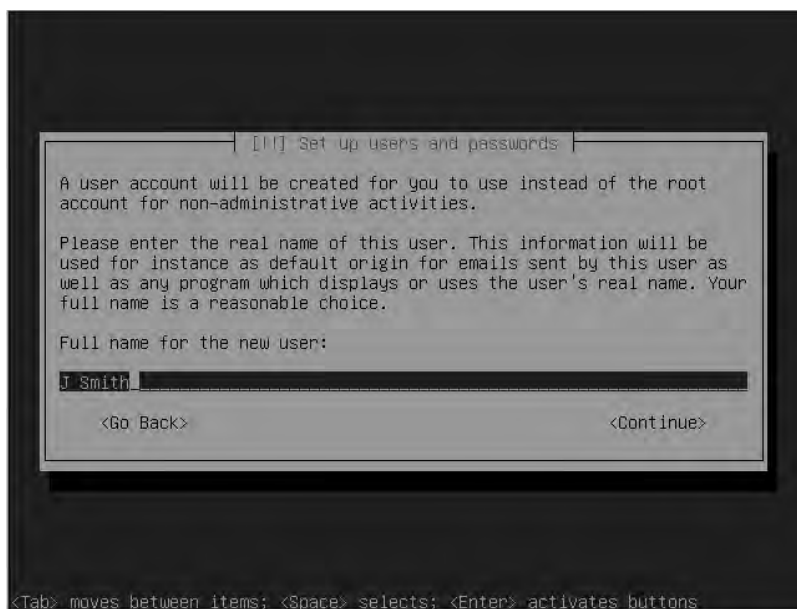 [!!] Set up users and passwords
A user account will be created for you to use instead of the root
account for non-administrative activities.
Please enter the real name of this user. This information will be
used for instance as default origin for emails sent by this user as
well as any program which displays or uses the user's real name. Your
full name is a reasonable choice.
Full name for the new user:
J Smith_
<Go Back> <Continue>
<Tab> moves between items; <Space> selects; <Enter> activates buttons